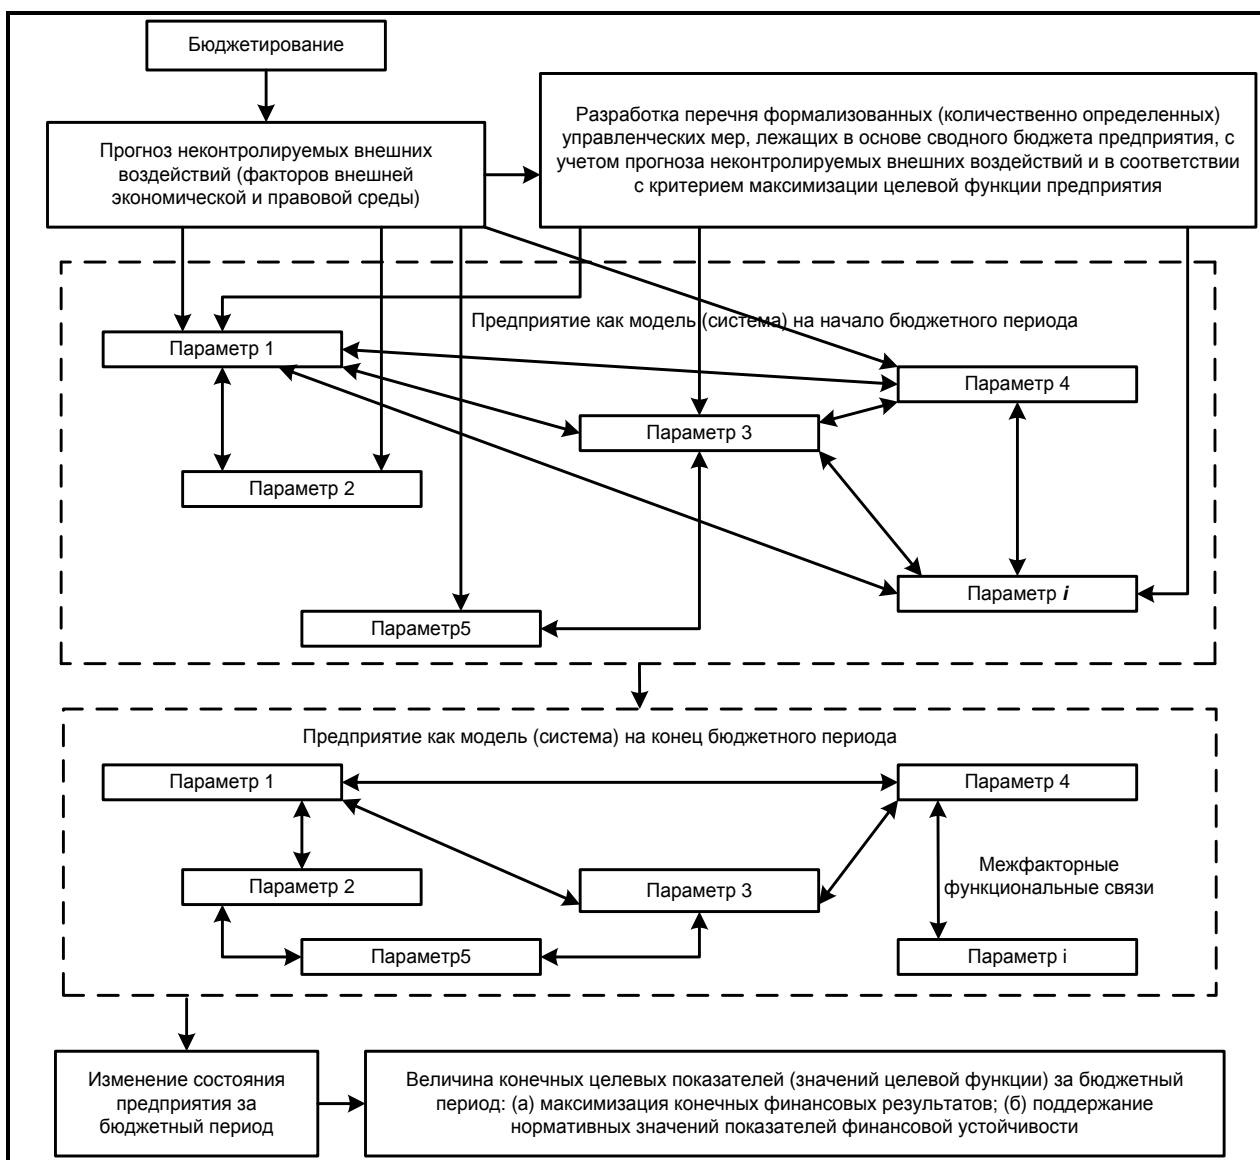 Бюджетирование
Прогноз неконтролируемых внешних
воздействий (факторов внешней
экономической и правовой среды)
Разработка перечня формализованных (количественно определенных)
управленческих мер, лежащих в основе сводного бюджета предприятия, с
учетом прогноза неконтролируемых внешних воздействий и в соответствии
с критерием максимизации целевой функции предприятия
Предприятие как модель (система) на начало бюджетного периода
Параметр 1
Параметр 4
Параметр 3
Параметр 2
Параметр i
Параметр5
Предприятие как модель (система) на конец бюджетного периода
Параметр 1
Параметр 4
Параметр 2
Параметр 3
Межфакторные
функциональные связи
Параметр5
Параметр i
Изменение состояния
предприятия за
бюджетный период
Величина конечных целевых показателей (значений целевой функции) за бюджетный
период: (а) максимизация конечных финансовых результатов; (б) поддержание
нормативных значений показателей финансовой устойчивости